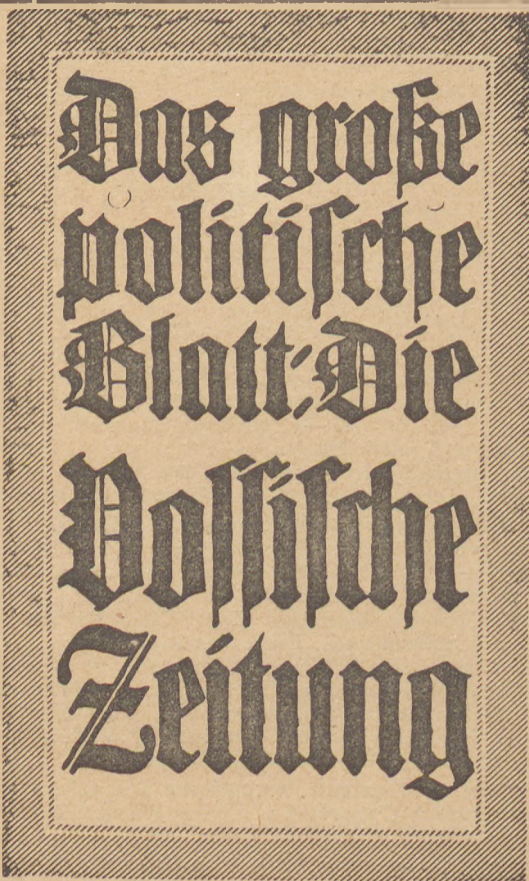 Das große
politische
Blatt: Die
Vossische
Zeitung